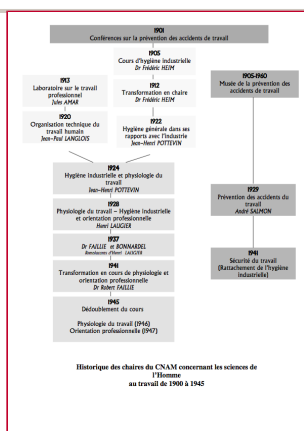 1901
Conférences sur la prévention des accidents de travail
1905
Cours d'hygiène industrielle
Dr Frédéric HEIM
1912
Transformation en chaire
Dr Frédéric HEIM
1922
Hygiène générale dans ses
rapports avec l'industrie
Jean-Henri POTTEVIN
1913
Laboratoire sur le travail
professionnel
Jules AMAR
1920
Organisation technique du
travail humain
Jean-Paul LANGLOIS
1924
Hygiène industrielle et physiologie du
travail
Jean-Henri POTTEVIN
1928
Physiologie du travail – Hygiène industrielle
et orientation professionnelle
Henri LAUGIER
1937
Dr FAILLIE et BONNARDEL
Remplaçants d'Henri LAUGIER
1941
Transformation en cours de physiologie et
orientation professionnelle
Dr Robert FAILLIE
1945
Dédoublement du cours
Physiologie du travail (1946)
Orientation professionnelle (1947)
1905-1960
Musée de la prévention des
accidents de travail
1929
Prévention des accidents du
travail
André SALMON
1941
Sécurité du travail
(Rattachement de l'hygiène
industrielle)
Historique des chaires du CNAM concernant les sciences de
l'Homme
au travail de 1900 à 1945